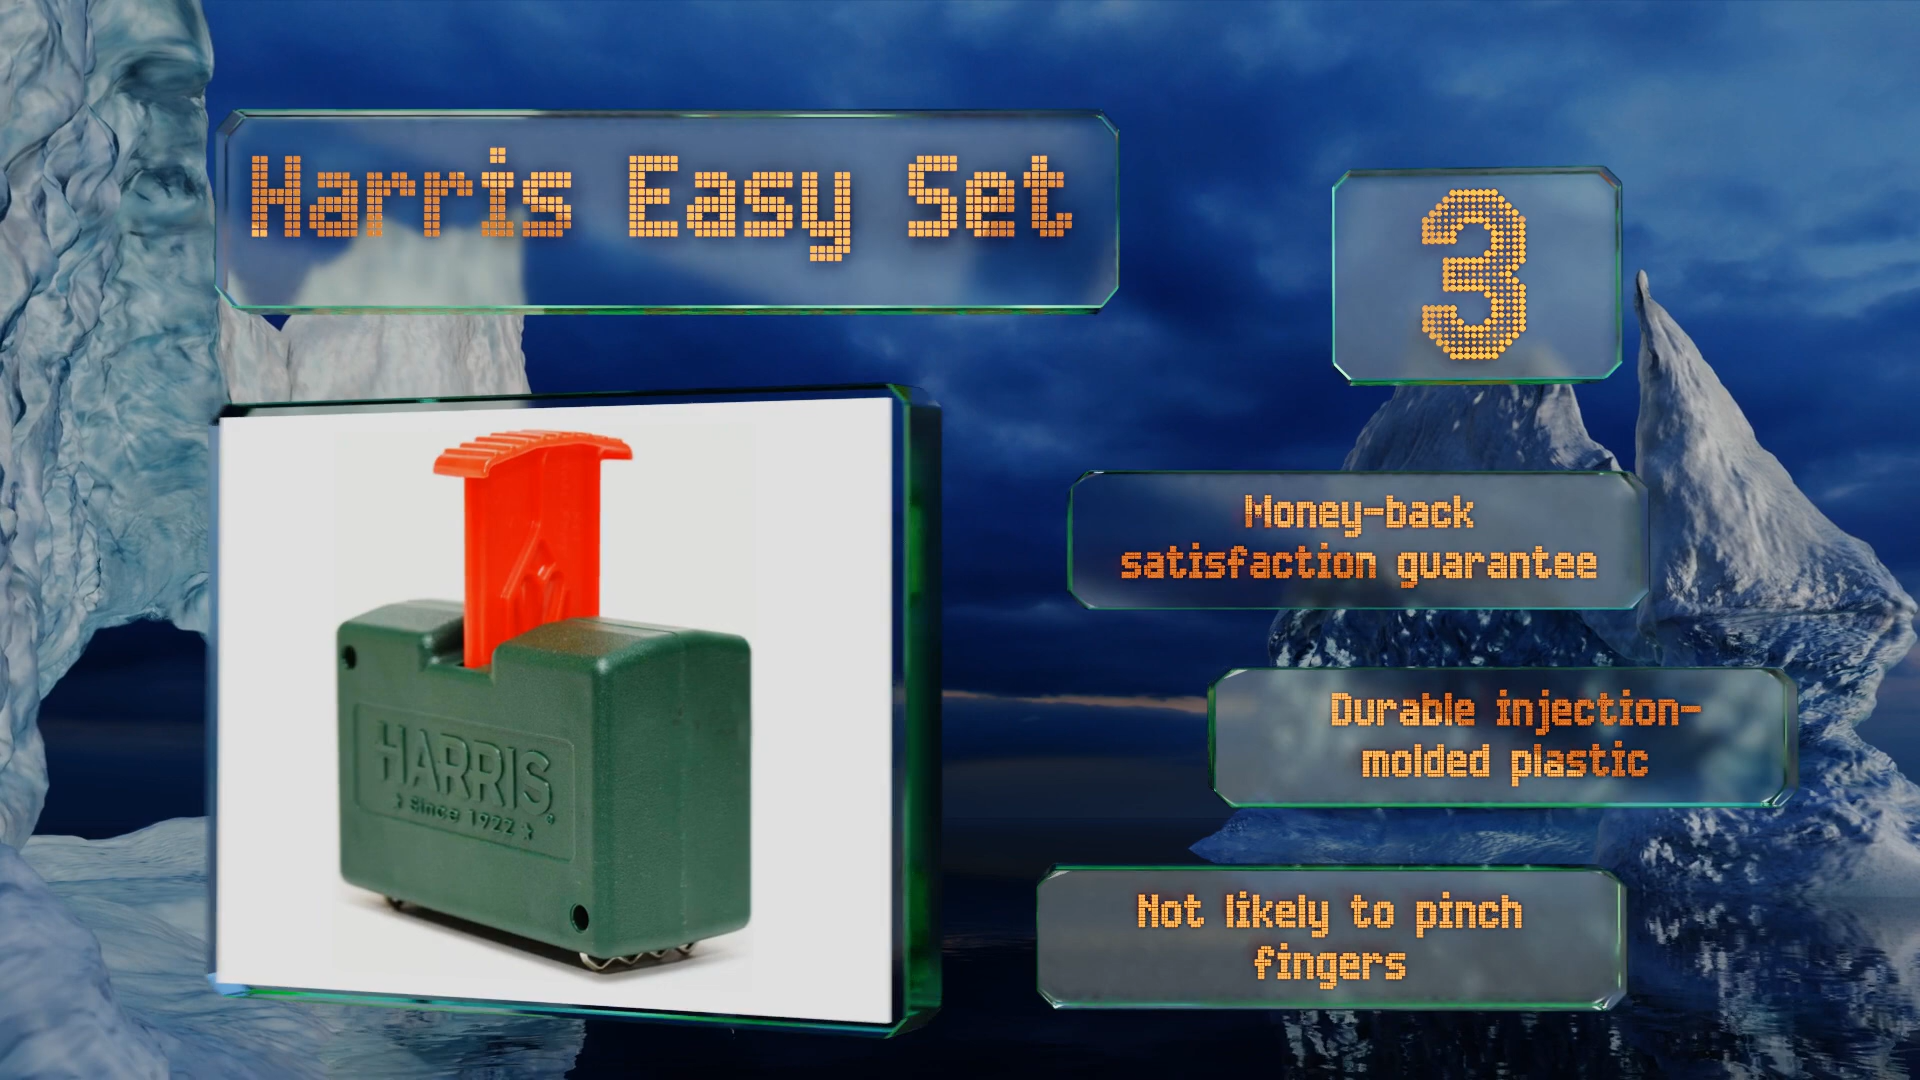 Harris Easy Set
3
HARRIS
Since 1922
Money-back
satisfaction guarantee
Durable injection-
molded plastic
Not likely to pinch
fingers